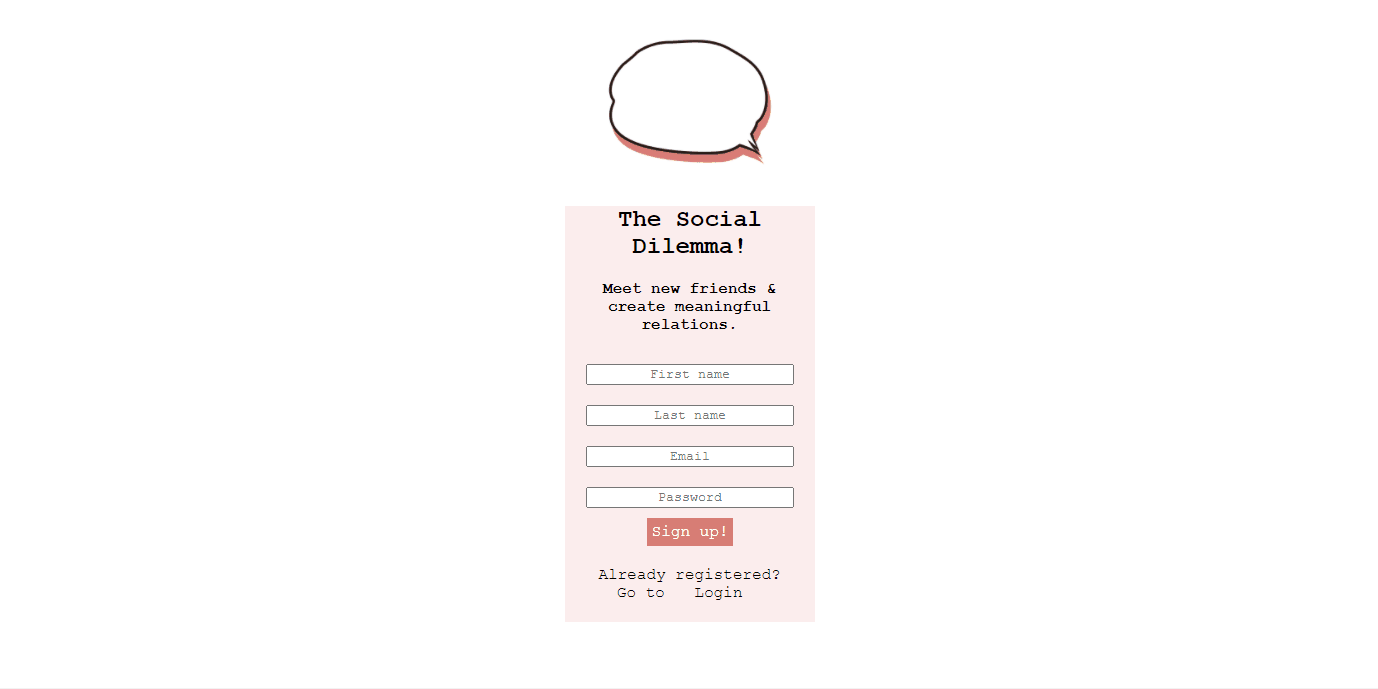 The Social
Dilemma!
Meet new friends &
create meaningful
relations.
First name
Last name
Email
Password
Sign up!
Already registered?
Go to Login